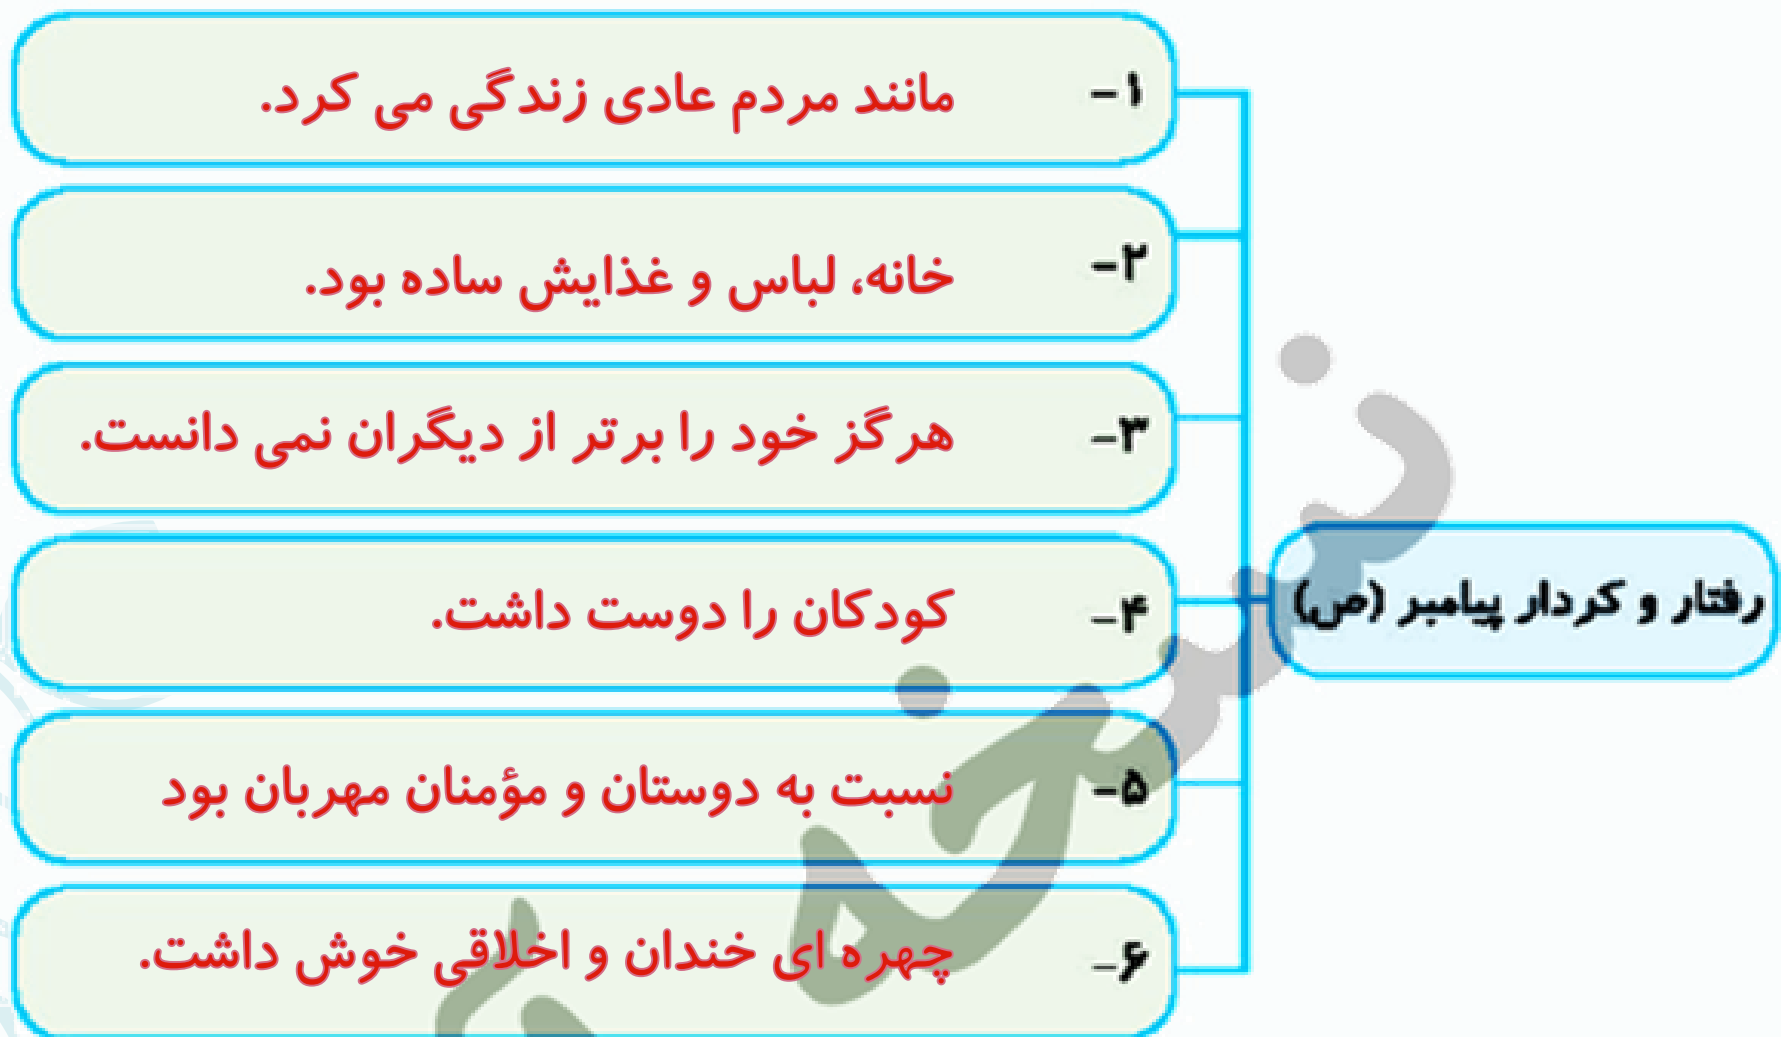 رفتار و کردار پیامبر (ص)
۱- مانند مردم عادی زندگی می کرد.
۲- خانه، لباس و غذایش ساده بود.
۳- هرگز خود را برتر از دیگران نمی دانست.
۴- کودکان را دوست داشت.
۵- نسبت به دوستان و مؤمنان مهربان بود
۶- چهره ای خندان و اخلاقی خوش داشت.